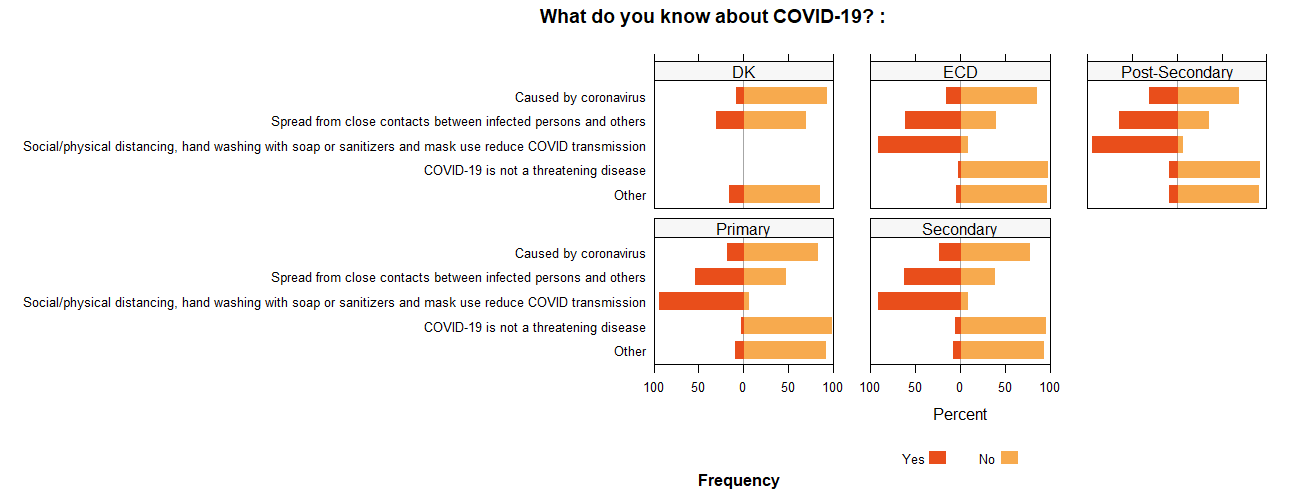 What do you know about COVID-19? :
DK ECD Post-Secondary
Caused by coronavirus
Spread from close contacts between infected persons and others
Social/physical distancing, hand washing with soap or sanitizers and mask use reduce COVID transmission
COVID-19 is not a threatening disease
Other
Primary Secondary
Caused by coronavirus
Spread from close contacts between infected persons and others
Social/physical distancing, hand washing with soap or sanitizers and mask use reduce COVID transmission
COVID-19 is not a threatening disease
Other
100 50 0 50 100 100 50 0 50 100
Percent
Yes No
Frequency